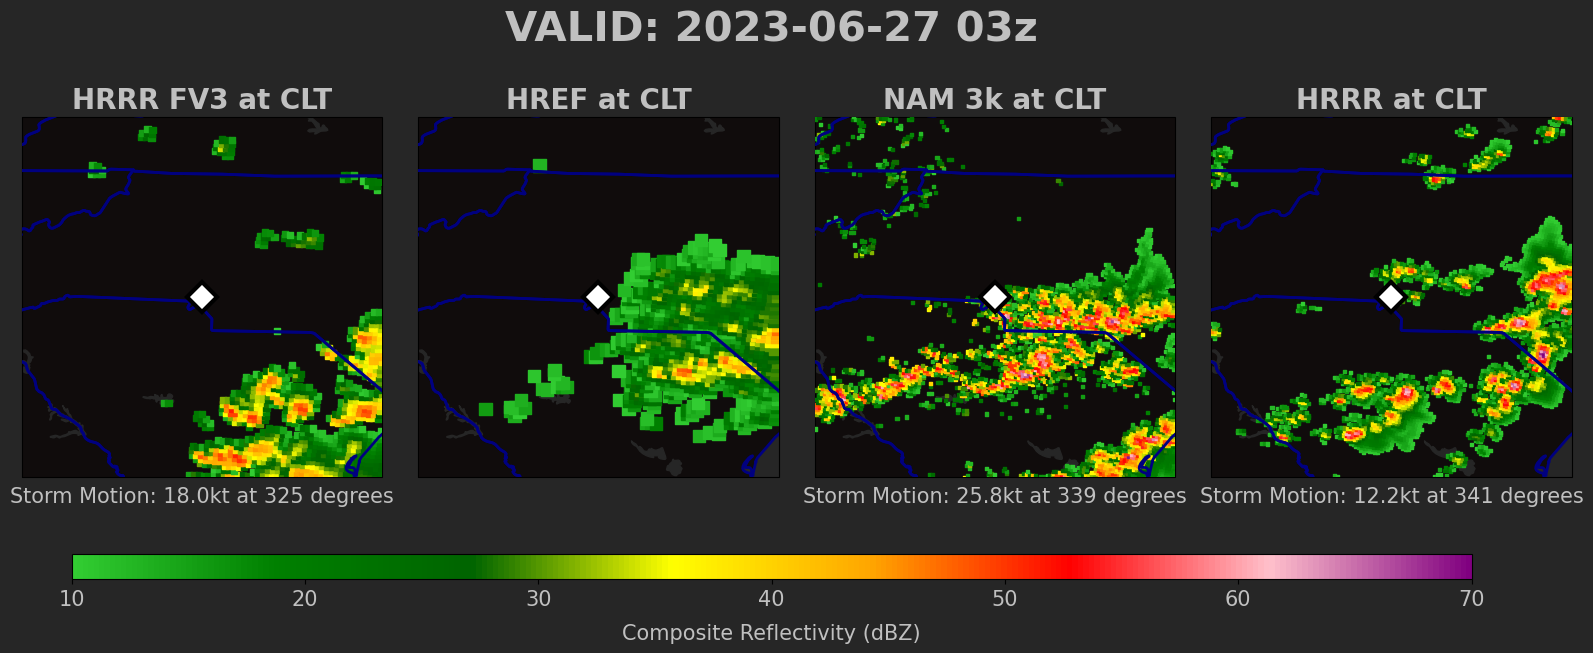 VALID: 2023-06-27 03z
HRRR FV3 at CLT
HREF at CLT
NAM 3k at CLT
HRRR at CLT
Storm Motion: 18.0kt at 325 degrees
Storm Motion: 25.8kt at 339 degrees
Storm Motion: 12.2kt at 341 degrees
10 20 30 40 50 60 70
Composite Reflectivity (dBZ)